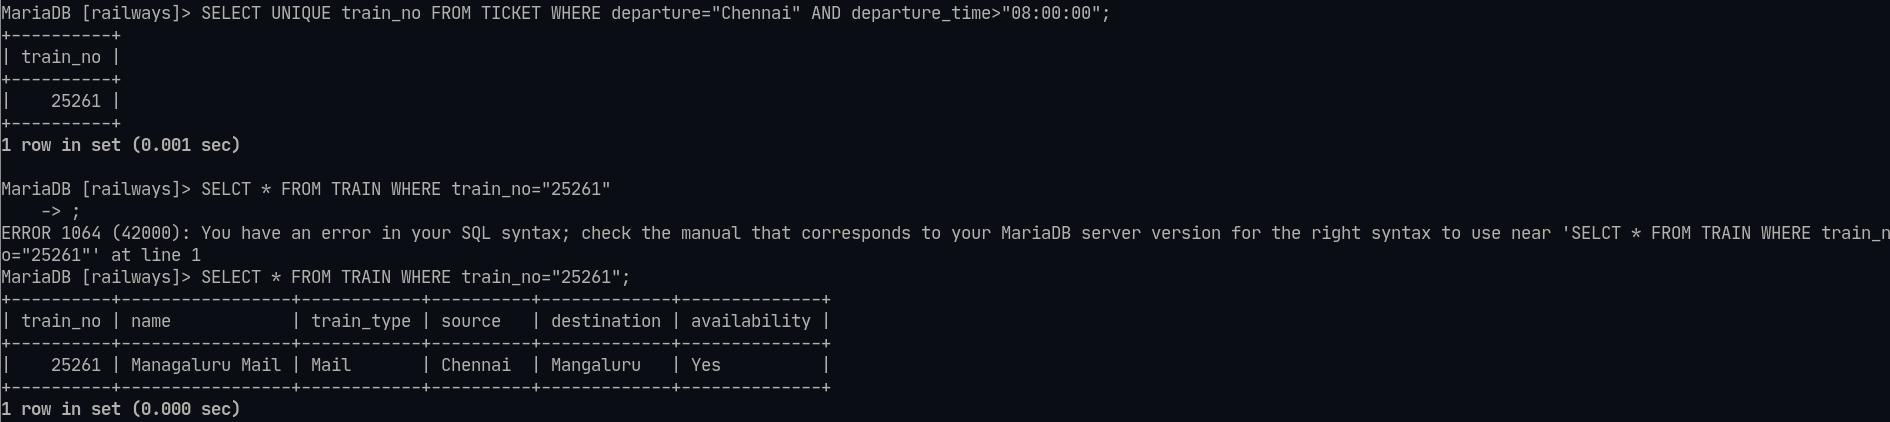 MariaDB [railways]> SELECT UNIQUE train_no FROM TICKET WHERE departure="Chennai" AND departure_time>"08:00:00";
+----------+
| train_no |
+----------+
|    25261 |
+----------+
1 row in set (0.001 sec)

MariaDB [railways]> SELCT * FROM TRAIN WHERE train_no="25261"
    -> ;
ERROR 1064 (42000): You have an error in your SQL syntax; check the manual that corresponds to your MariaDB server version for the right syntax to use near 'SELCT * FROM TRAIN WHERE train_n
o="25261"' at line 1
MariaDB [railways]> SELECT * FROM TRAIN WHERE train_no="25261";
+----------+-----------------+------------+----------+-------------+--------------+
| train_no | name            | train_type | source   | destination | availability |
+----------+-----------------+------------+----------+-------------+--------------+
|    25261 | Managaluru Mail | Mail       | Chennai  | Mangaluru   | Yes          |
+----------+-----------------+------------+----------+-------------+--------------+
1 row in set (0.000 sec)